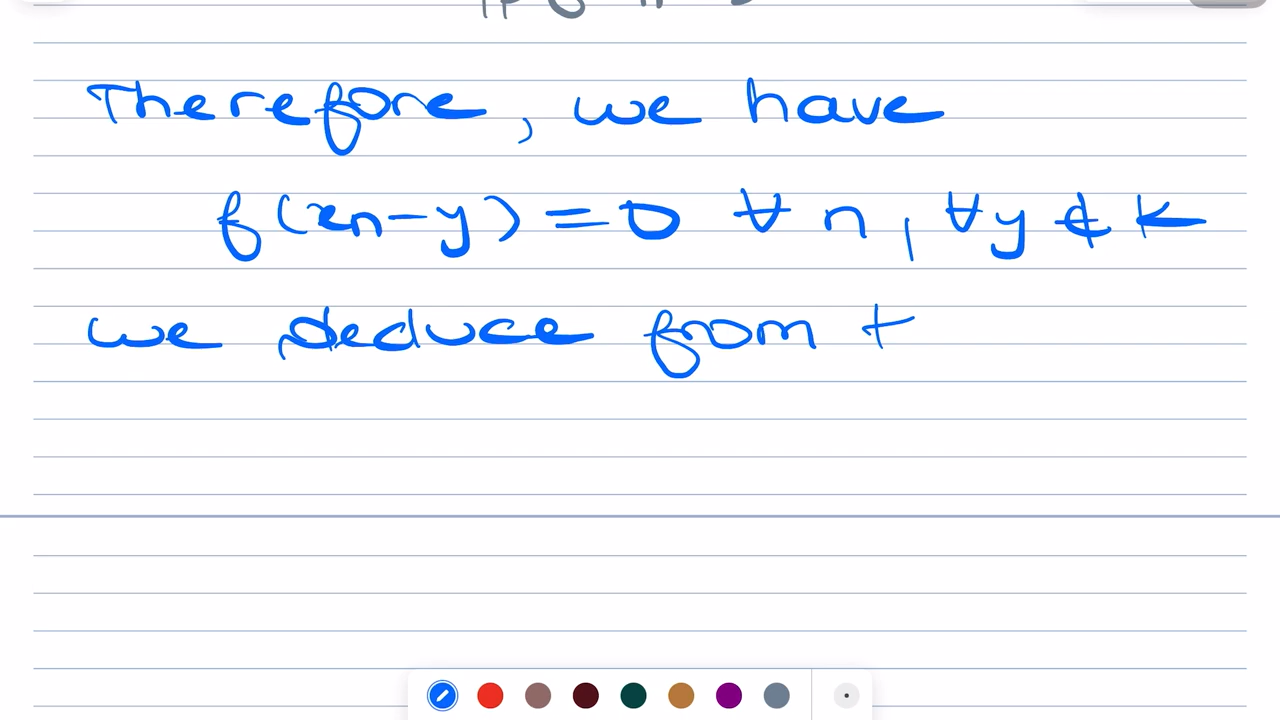 Therefore, we have
f(xn-y) = 0 ∀ n, ∀y ∉ K
we deduce from t